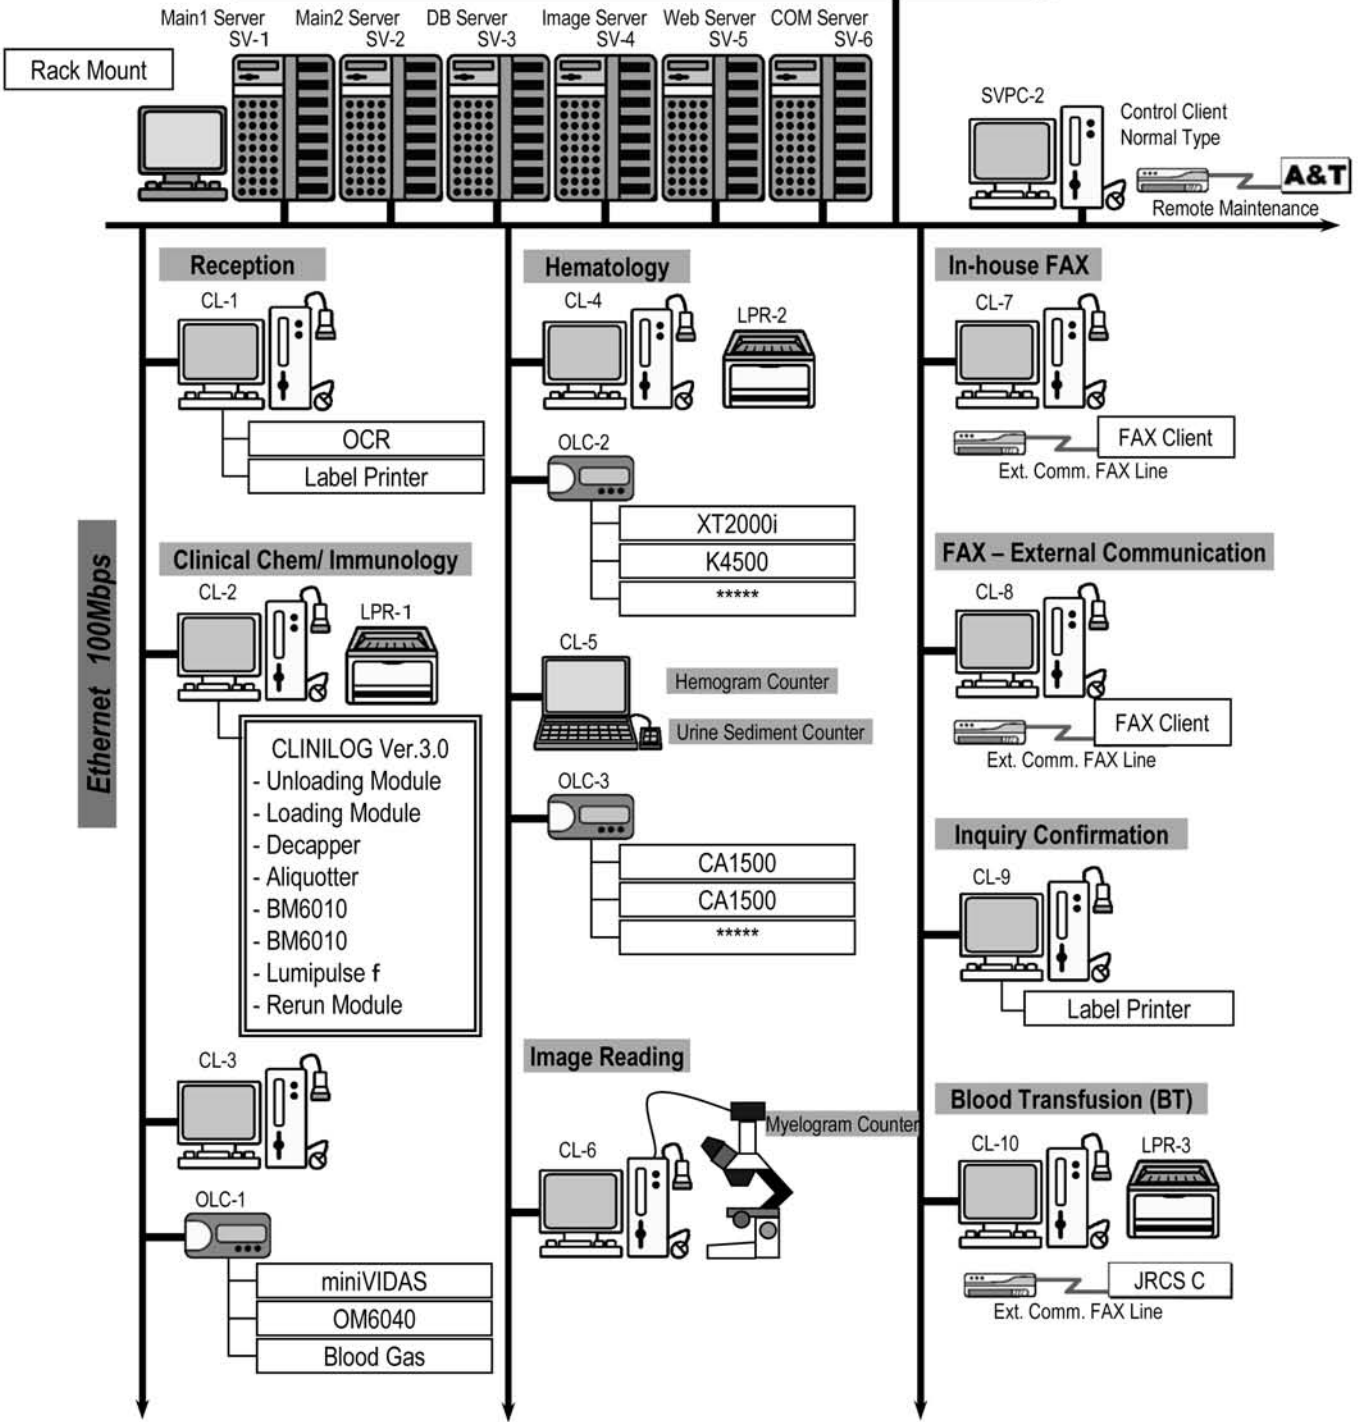 Main1 Server
SV-1
Main2 Server
SV-2
DB Server
SV-3
Image Server
SV-4
Web Server
SV-5
COM Server
SV-6
Rack Mount
SVPC-2
Control Client
Normal Type
A&T
Remote Maintenance
Ethernet 100Mbps
Reception
CL-1
OCR
Label Printer
Clinical Chem/ Immunology
CL-2
LPR-1
CLINILOG Ver.3.0
- Unloading Module
- Loading Module
- Decapper
- Aliquotter
- BM6010
- BM6010
- Lumipulse f
- Rerun Module
CL-3
OLC-1
miniVIDAS
OM6040
Blood Gas
Hematology
CL-4
LPR-2
OLC-2
XT2000i
K4500
*****
CL-5
Hemogram Counter
Urine Sediment Counter
OLC-3
CA1500
CA1500
*****
Image Reading
CL-6
Myelogram Counter
In-house FAX
CL-7
FAX Client
Ext. Comm. FAX Line
FAX – External Communication
CL-8
FAX Client
Ext. Comm. FAX Line
Inquiry Confirmation
CL-9
Label Printer
Blood Transfusion (BT)
CL-10
LPR-3
JRCS C
Ext. Comm. FAX Line